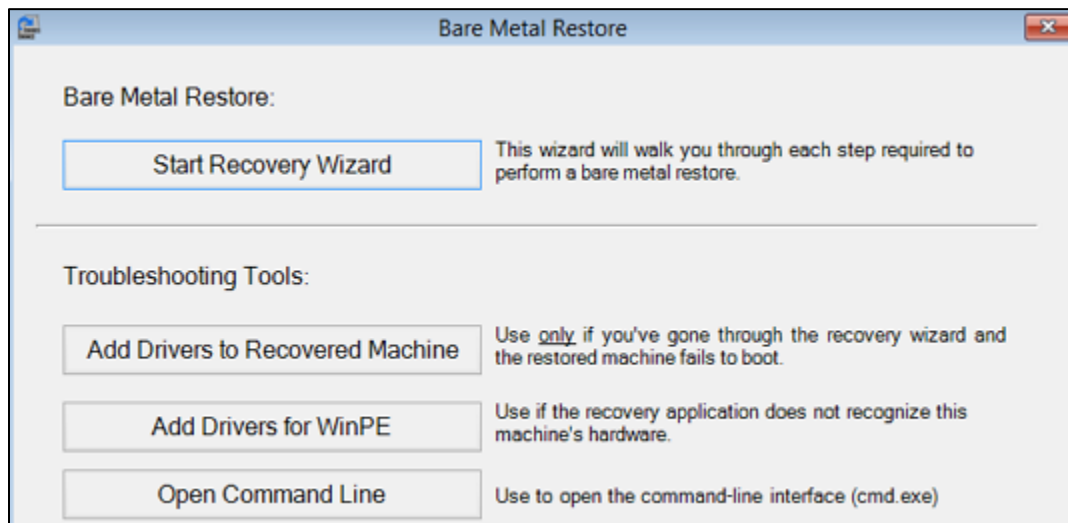 Bare Metal Restore
Bare Metal Restore:
Start Recovery Wizard
This wizard will walk you through each step required to
perform a bare metal restore.
Troubleshooting Tools:
Add Drivers to Recovered Machine
Use only if you've gone through the recovery wizard and
the restored machine fails to boot.
Add Drivers for WinPE
Use if the recovery application does not recognize this
machine's hardware.
Open Command Line
Use to open the command-line interface (cmd.exe)